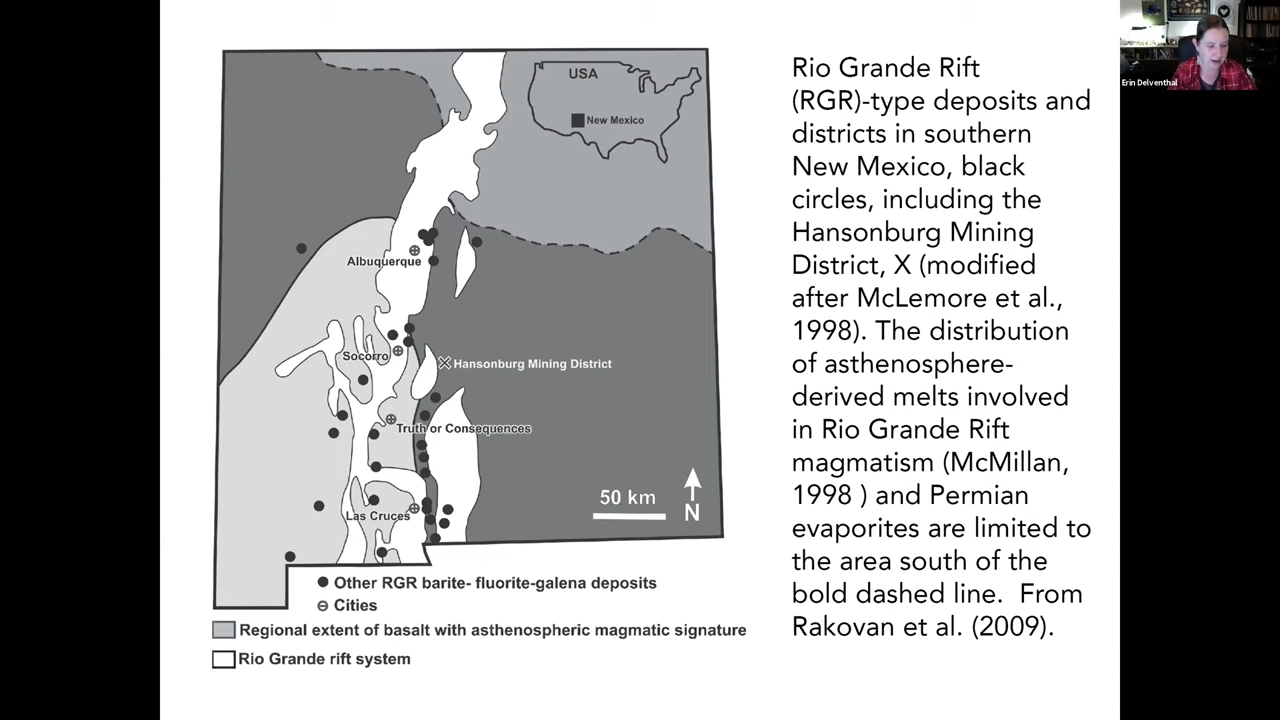 USA
New Mexico
Albuquerque
Socorro
Hansonburg Mining District
Truth or Consequences
Las Cruces
50 km
N
Other RGR barite- fluorite-galena deposits
Cities
Regional extent of basalt with asthenospheric magmatic signature
Rio Grande rift system
Rio Grande Rift
(RGR)-type deposits and
districts in southern
New Mexico, black
circles, including the
Hansonburg Mining
District, X (modified
after McLemore et al.,
1998). The distribution
of asthenosphere-
derived melts involved
in Rio Grande Rift
magmatism (McMillan,
1998 ) and Permian
evaporites are limited to
the area south of the
bold dashed line.  From
Rakovan et al. (2009).
Erin Delventhal